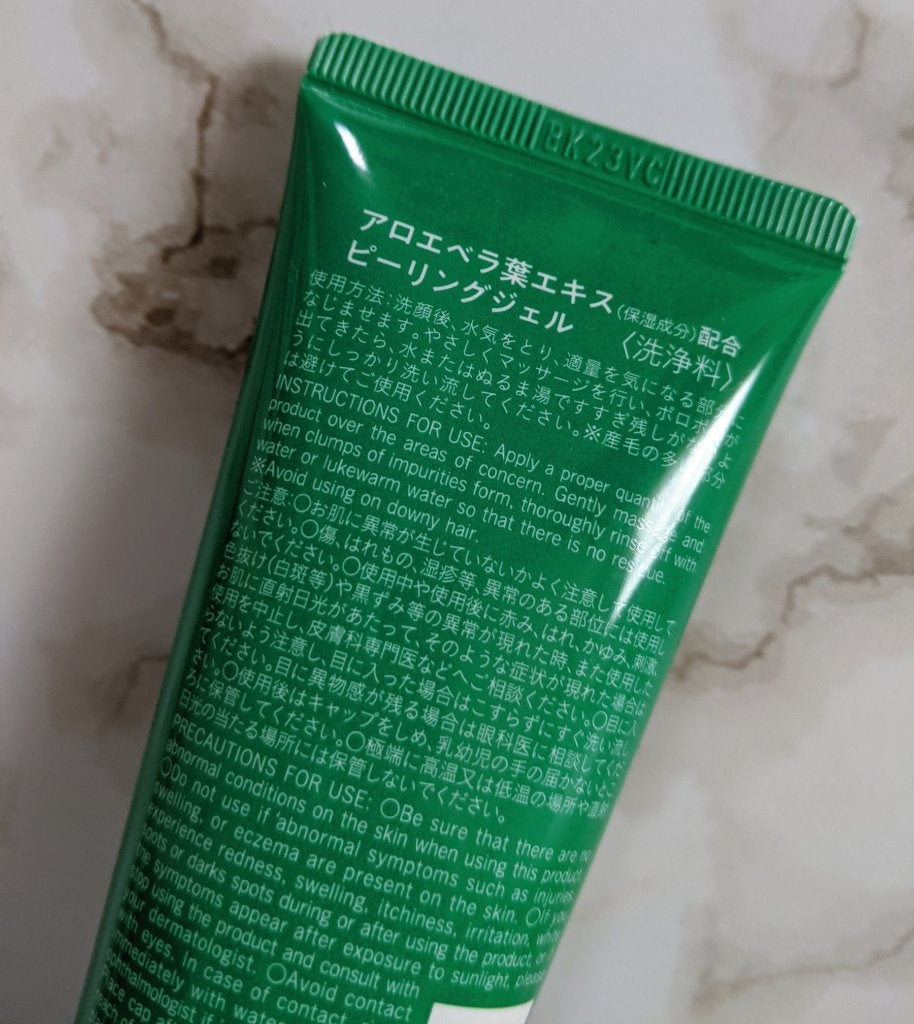 BK23VC
アロエベラ葉エキス(保湿成分)配合
ピーリングジェル 〈洗浄料〉
使用方法:洗顔後、水気をとり、適量を気になる部分に
なじませます。やさしくマッサージを行い、ポロポロが
出てきたら、水またはぬるま湯ですすぎ残しがないよ
うにしっかり洗い流してください。※産毛の多い部分
は避けてご使用ください。
INSTRUCTIONS FOR USE: Apply a proper quantity of the
product over the areas of concern. Gently massage and
when clumps of impurities form, thoroughly rinse off with
water or lukewarm water so that there is no residue.
※Avoid using on downy hair.
ご注意:○お肌に異常が生じていないかよく注意して使用して
ください。○傷、はれもの、湿疹等、異常のある部位には使用し
ないでください。○使用中や使用後に赤み、はれ、かゆみ、刺激、
色抜け(白斑等)や黒ずみ等の異常が現れた時、また使用した
お肌に直射日光があたって、そのような症状が現れた場合は、
使用を中止し、皮膚科専門医などへご相談ください。○目に入
らないよう注意し、目に入った場合はこすらずにすぐ洗い流し
てください。目に異物感が残る場合は眼科医に相談してくだ
さい。○使用後はキャップをしめ、乳幼児の手の届かないとこ
ろに保管してください。○極端に高温又は低温の場所や直射
日光の当たる場所には保管しないでください。
PRECAUTIONS FOR USE: ○Be sure that there are no
abnormal conditions on the skin when using this product.
○Do not use if abnormal symptoms such as injuries,
swelling, or eczema are present on the skin. ○If you
experience redness, swelling, itchiness, irritation, white
spots or darks spots during or after using the product, or
the symptoms appear after exposure to sunlight, please
stop using the product and consult with
your dermatologist. ○Avoid contact
with eyes. In case of contact,
immediately with water
ophthalmologist if